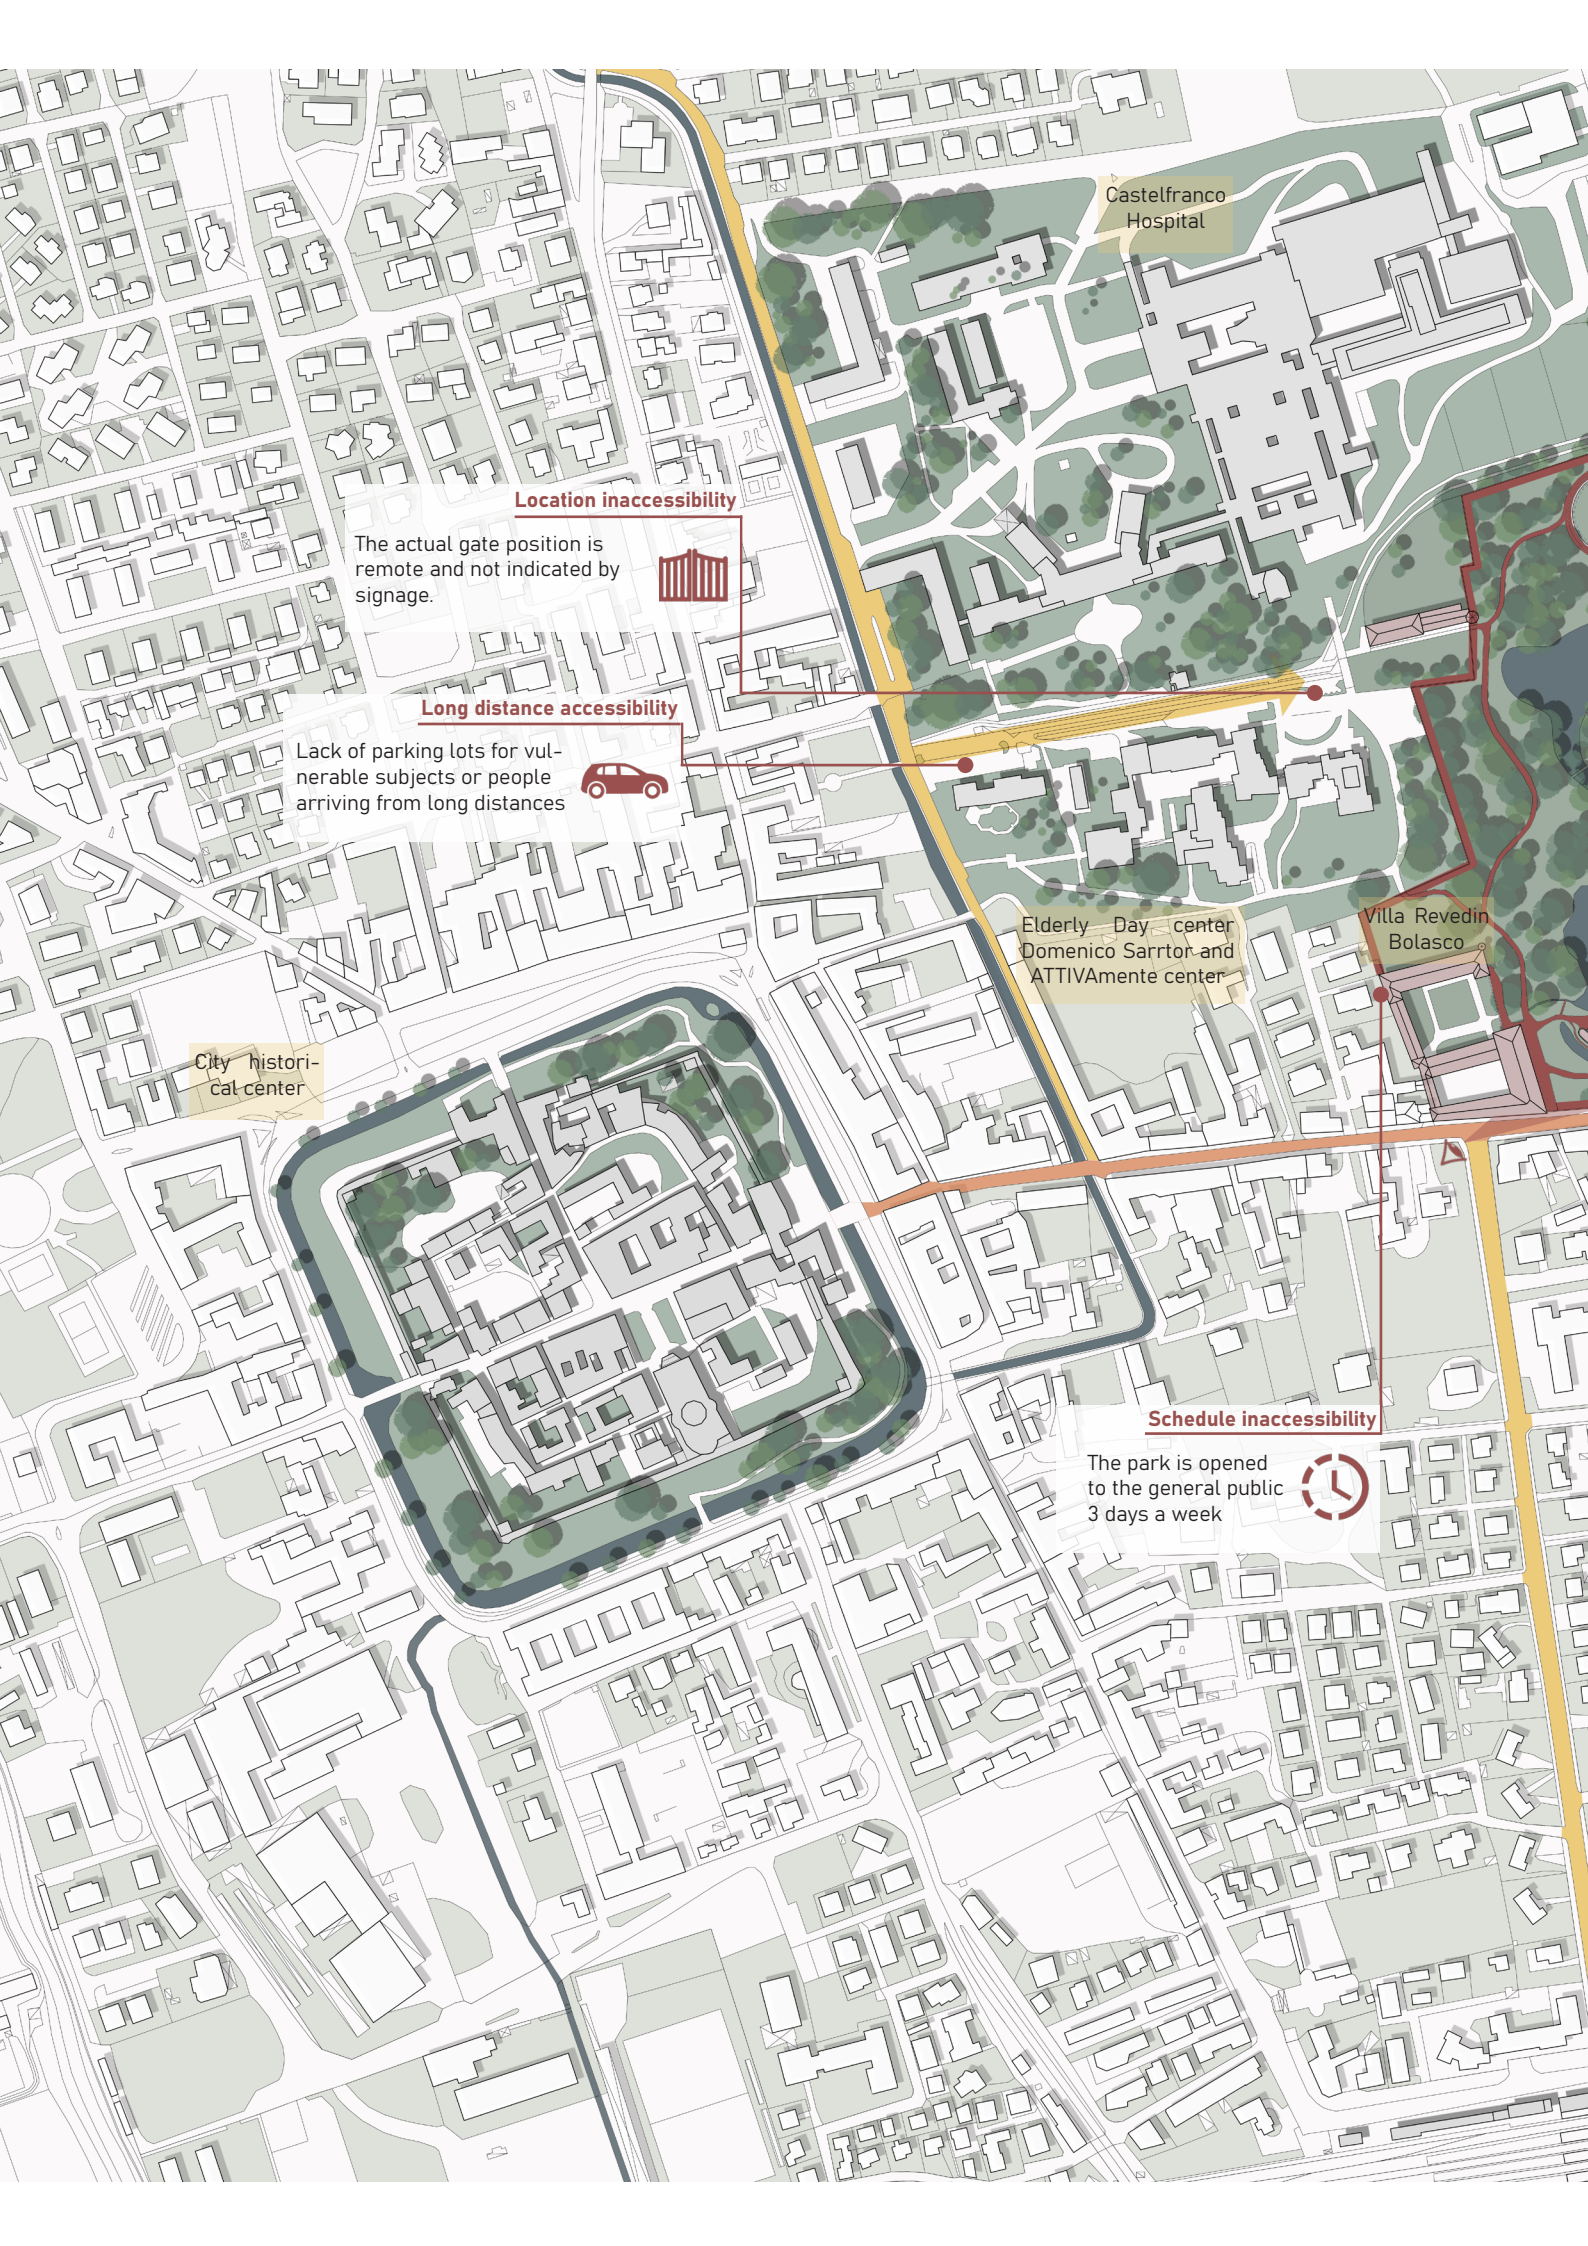 Castelfranco
Hospital
Location inaccessibility
The actual gate position is
remote and not indicated by
signage.
Long distance accessibility
Lack of parking lots for vul-
nerable subjects or people
arriving from long distances
Elderly Day center
Domenico Sarrtor and
ATTIVAmente center
Villa Revedin
Bolasco
City histori-
cal center
Schedule inaccessibility
The park is opened
to the general public
3 days a week